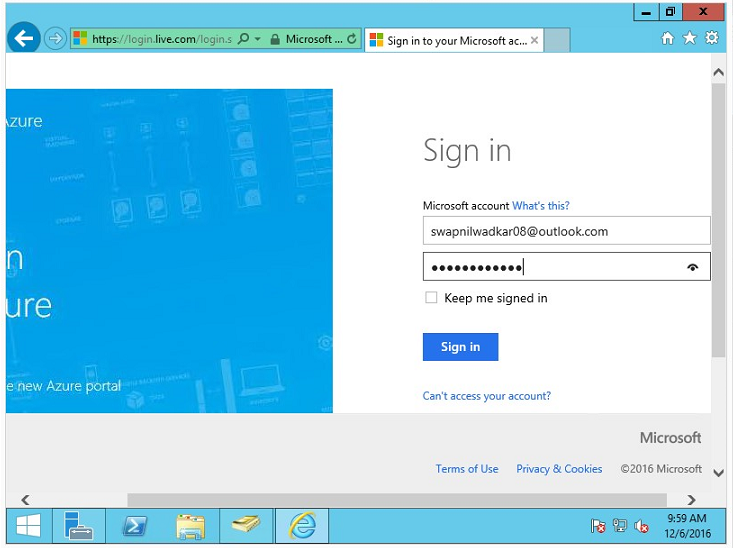 https://login.live.com/login.s
Microsoft ...
Sign in to your Microsoft ac...
Azure
n
ure
e new Azure portal
Sign in
Microsoft account What's this?
swapnilwadkar08@outlook.com
Keep me signed in
Sign in
Can't access your account?
Microsoft
Terms of Use Privacy & Cookies ©2016 Microsoft
9:59 AM
12/6/2016